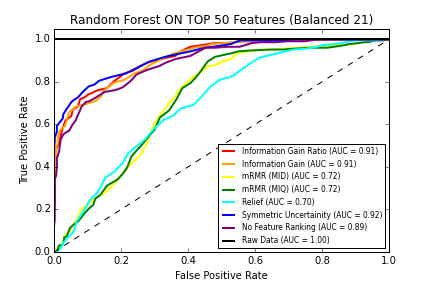 Random Forest ON TOP 50 Features (Balanced 21)
1.0
0.8
0.6
0.4
0.2
0.0
True Positive Rate
Information Gain Ratio (AUC = 0.91)
Information Gain (AUC = 0.91)
mRMR (MID) (AUC = 0.72)
mRMR (MIQ) (AUC = 0.72)
Relief (AUC = 0.70)
Symmetric Uncertainity (AUC = 0.92)
No Feature Ranking (AUC = 0.89)
Raw Data (AUC = 1.00)
0.0 0.2 0.4 0.6 0.8 1.0
False Positive Rate